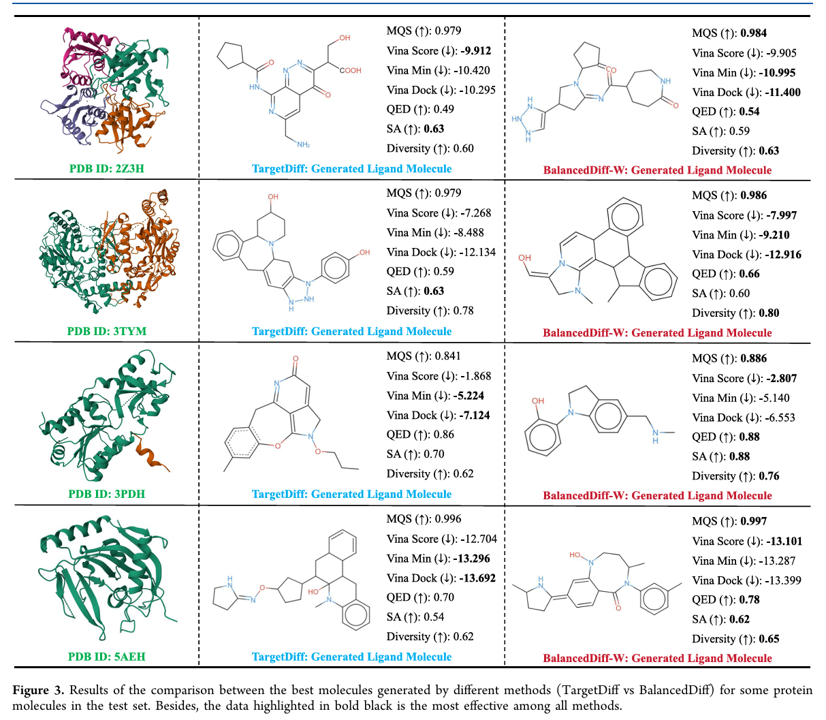 MQS (↑): 0.979
Vina Score (↓): -9.912
Vina Min (↓): -10.420
Vina Dock (↓): -10.295
QED (↑): 0.49
SA (↑): 0.63
Diversity (↑): 0.60
OH
O
N
N
COOH
HN
N
O
NH₂
MQS (↑): 0.984
Vina Score (↓): -9.905
Vina Min (↓): -10.995
Vina Dock (↓): -11.400
QED (↑): 0.54
SA (↑): 0.59
Diversity (↑): 0.63
O
O
NH
N
N
O
H
N
HN
N
PDB ID: 2Z3H
TargetDiff: Generated Ligand Molecule
BalancedDiff-W: Generated Ligand Molecule
MQS (↑): 0.979
Vina Score (↓): -7.268
Vina Min (↓): -8.488
Vina Dock (↓): -12.134
QED (↑): 0.59
SA (↑): 0.63
Diversity (↑): 0.78
OH
N
OH
N
NH
N
H
MQS (↑): 0.986
Vina Score (↓): -7.997
Vina Min (↓): -9.210
Vina Dock (↓): -12.916
QED (↑): 0.66
SA (↑): 0.60
Diversity (↑): 0.80
OH
N
N
PDB ID: 3TYM
TargetDiff: Generated Ligand Molecule
BalancedDiff-W: Generated Ligand Molecule
MQS (↑): 0.841
Vina Score (↓): -1.868
Vina Min (↓): -5.224
Vina Dock (↓): -7.124
QED (↑): 0.86
SA (↑): 0.70
Diversity (↑): 0.62
O
N
N
O
O
MQS (↑): 0.886
Vina Score (↓): -2.807
Vina Min (↓): -5.140
Vina Dock (↓): -6.553
QED (↑): 0.88
SA (↑): 0.88
Diversity (↑): 0.76
OH
N
N
H
PDB ID: 3PDH
TargetDiff: Generated Ligand Molecule
BalancedDiff-W: Generated Ligand Molecule
MQS (↑): 0.996
Vina Score (↓): -12.704
Vina Min (↓): -13.296
Vina Dock (↓): -13.692
QED (↑): 0.70
SA (↑): 0.54
Diversity (↑): 0.62
H
N
O
N
HO
N
MQS (↑): 0.997
Vina Score (↓): -13.101
Vina Min (↓): -13.287
Vina Dock (↓): -13.399
QED (↑): 0.78
SA (↑): 0.62
Diversity (↑): 0.65
HO
N
H
N
N
O
PDB ID: 5AEH
TargetDiff: Generated Ligand Molecule
BalancedDiff-W: Generated Ligand Molecule
Figure 3. Results of the comparison between the best molecules generated by different methods (TargetDiff vs BalancedDiff) for some protein
molecules in the test set. Besides, the data highlighted in bold black is the most effective among all methods.